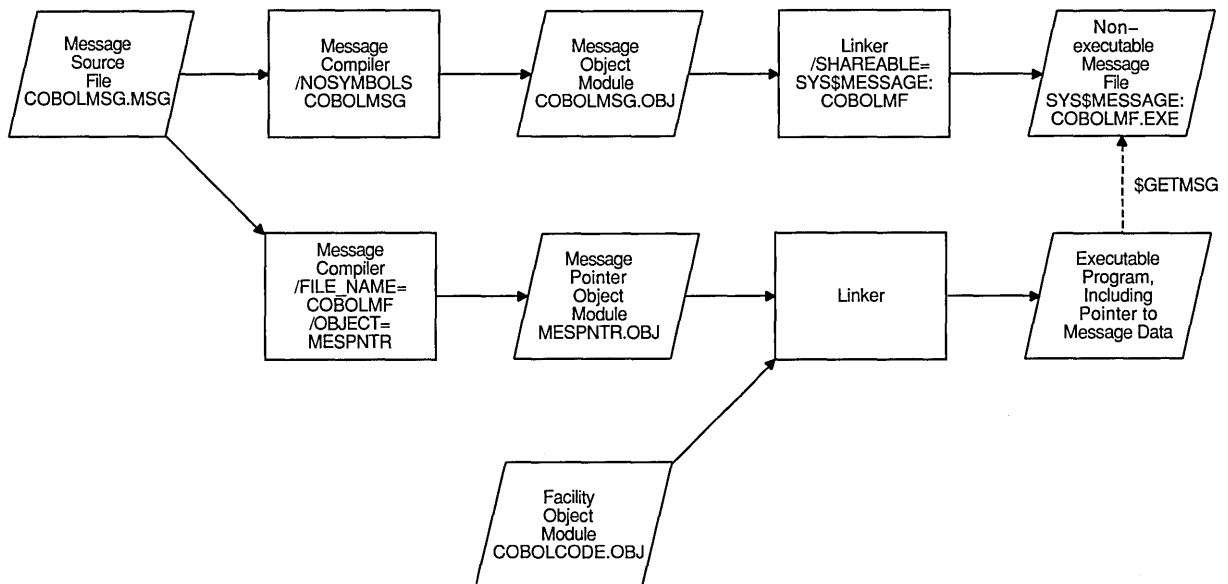 Message
Source
File
COBOLMSG.MSG
Message
Compiler
/NOSYMBOLS
COBOLMSG
Message
Object
Module
COBOLMSG.OBJ
Linker
/SHAREABLE=
SYS$MESSAGE:
COBOLMF
Non-
executable
Message
File
SYS$MESSAGE:
COBOLMF.EXE
$GETMSG
Message
Compiler
/FILE_NAME=
COBOLMF
/OBJECT=
MESPNTR
Message
Pointer
Object
Module
MESPNTR.OBJ
Linker
Executable
Program,
Including
Pointer to
Message Data
Facility
Object
Module
COBOLCODE.OBJ